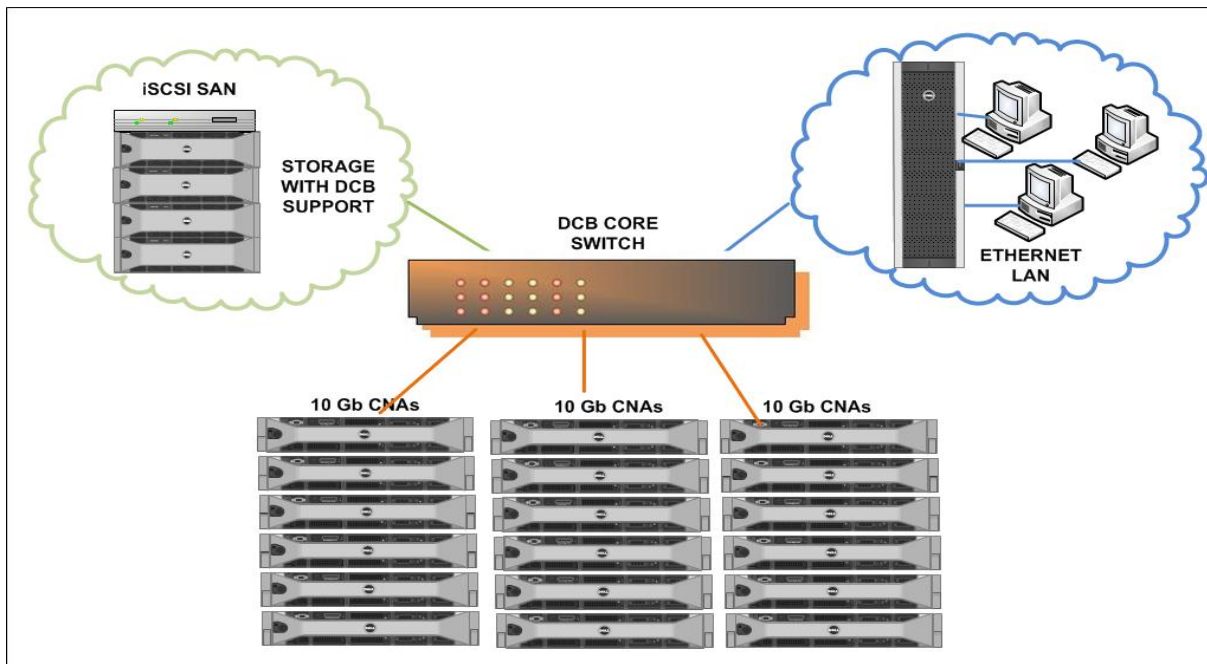 iSCSI SAN
STORAGE
WITH DCB
SUPPORT
DCB CORE
SWITCH
ETHERNET
LAN
10 Gb CNAs
10 Gb CNAs
10 Gb CNAs